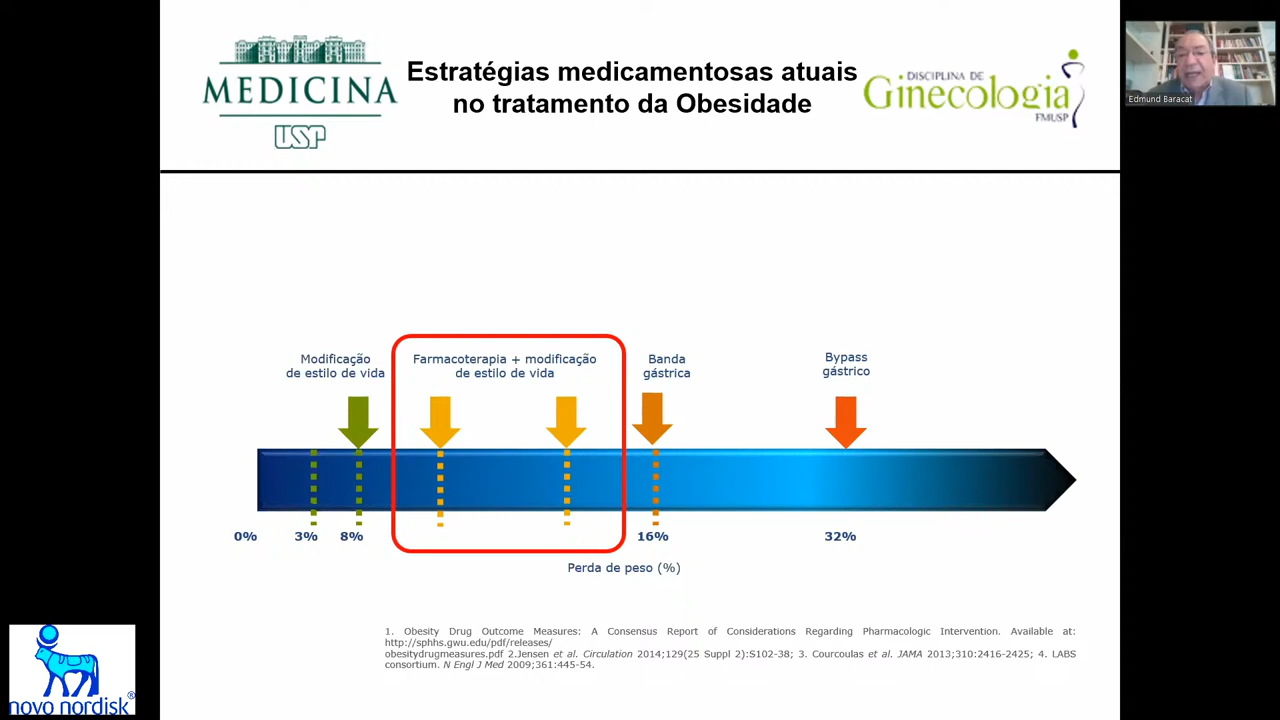 MEDICINA
USP
Estratégias medicamentosas atuais
no tratamento da Obesidade
DISCIPLINA DE
Ginecologia
FMUSP
Edmund Baracat
Modificação
de estilo de vida
Farmacoterapia + modificação
de estilo de vida
Banda
gástrica
Bypass
gástrico
0%
3%
8%
16%
32%
Perda de peso (%)
1. Obesity Drug Outcome Measures: A Consensus Report of Considerations Regarding Pharmacologic Intervention. Available at:
http://sphhs.gwu.edu/pdf/releases/
obesitydrugmeasures.pdf 2.Jensen et al. Circulation 2014;129(25 Suppl 2):S102-38; 3. Courcoulas et al. JAMA 2013;310:2416-2425; 4. LABS
consortium. N Engl J Med 2009;361:445-54.
novo nordisk®